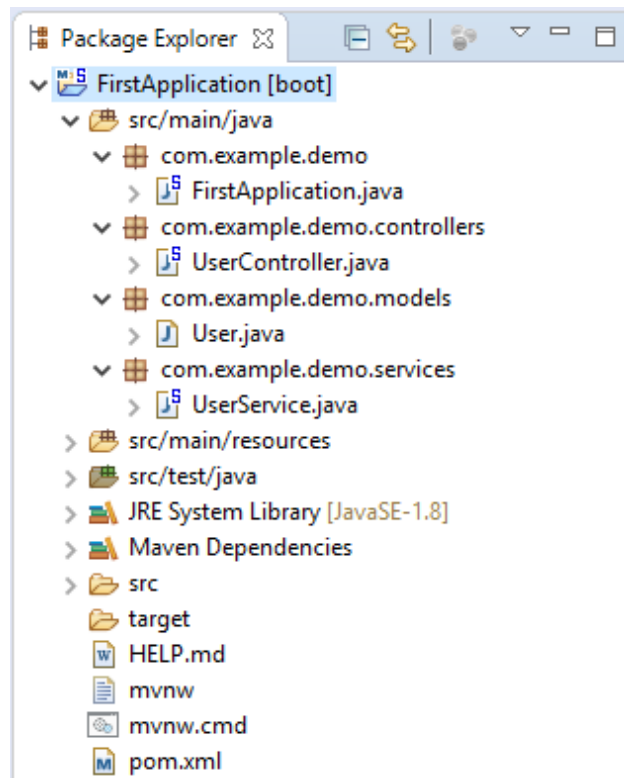 Package Explorer
FirstApplication [boot]
src/main/java
com.example.demo
FirstApplication.java
com.example.demo.controllers
UserController.java
com.example.demo.models
User.java
com.example.demo.services
UserService.java
src/main/resources
src/test/java
JRE System Library [JavaSE-1.8]
Maven Dependencies
src
target
HELP.md
mvnw
mvnw.cmd
pom.xml